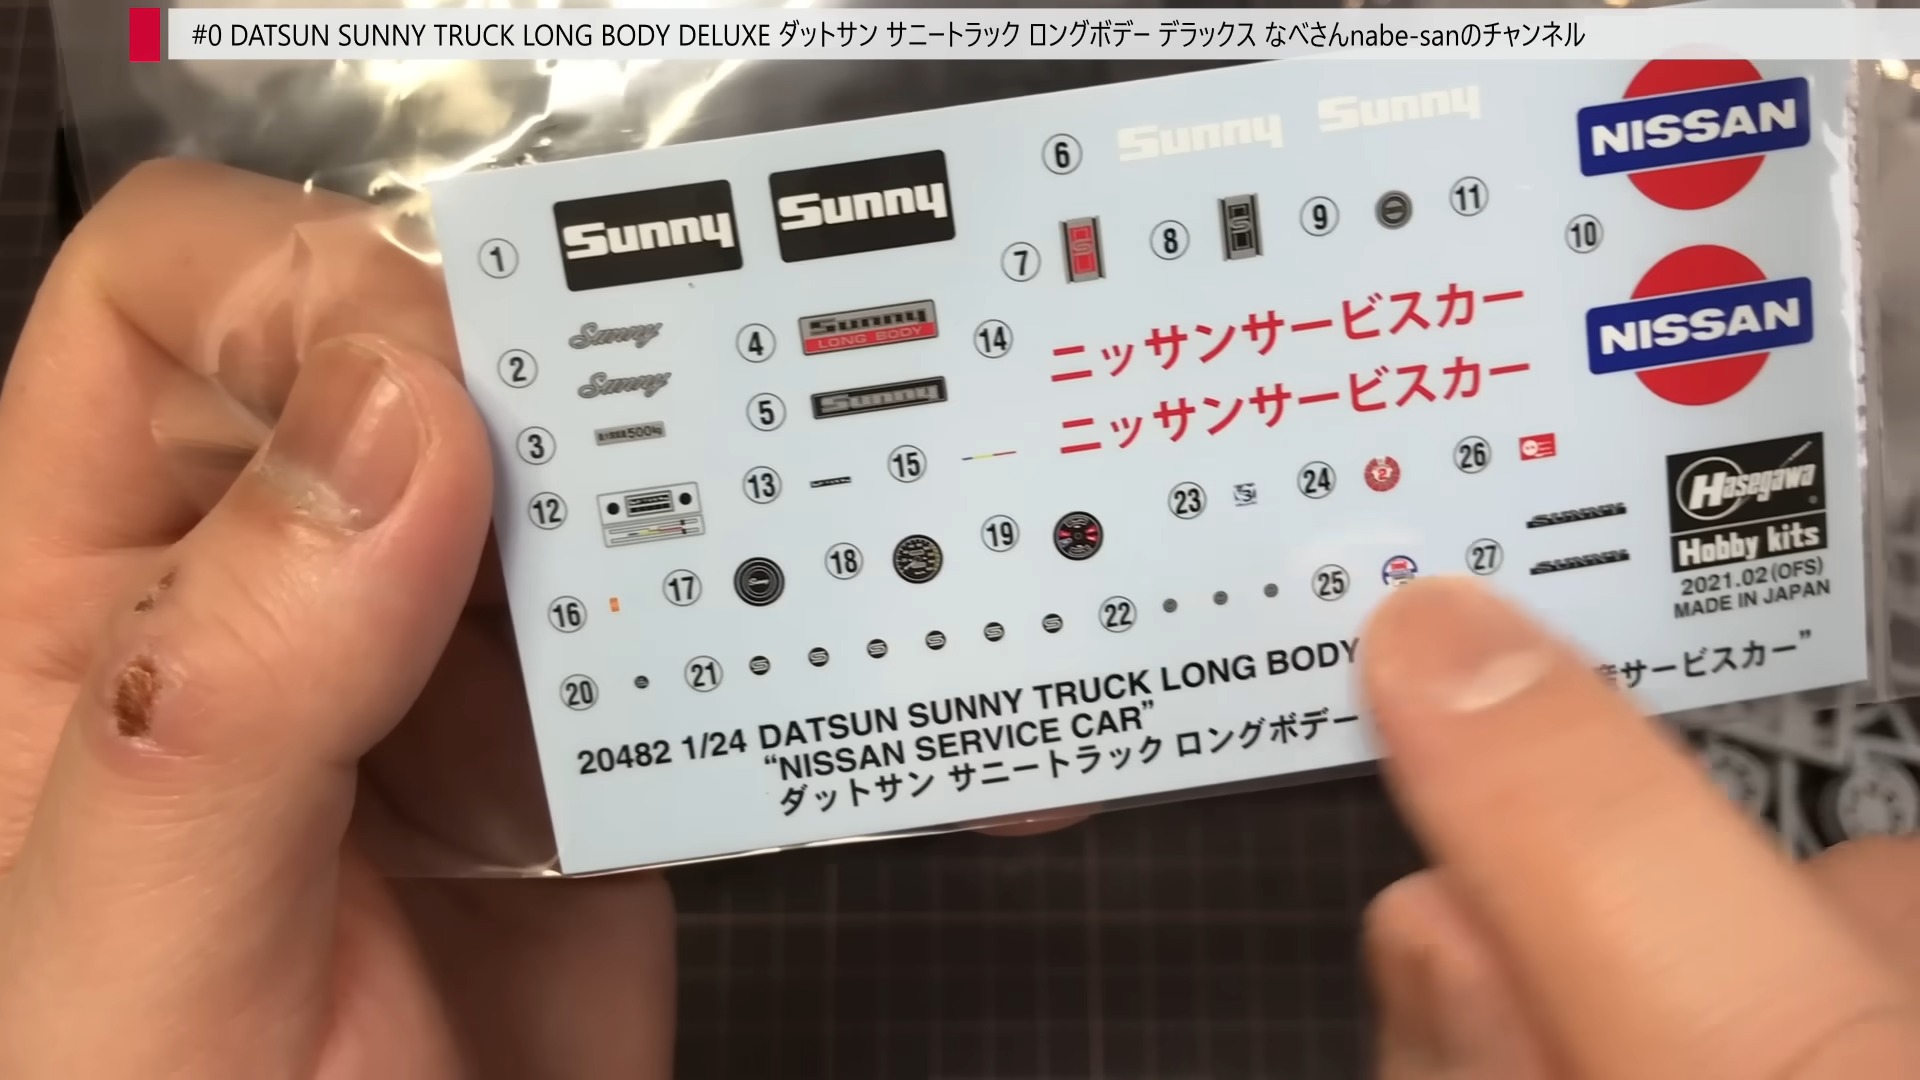 #0 DATSUN SUNNY TRUCK LONG BODY DELUXE ダットサン サニートラック ロングボデー デラックス なべさんnabe-sanのチャンネル
1 Sunny Sunny
6 Sunny Sunny
NISSAN
7 S 8 S 9 11
10 NISSAN
2 Sunny
Sunny
4 Sunny
LONG BODY
14 ニッサンサービスカー
ニッサンサービスカー
3 500kg
5 Sunny
12 13 15
23 24 2 26
16 17 Sunny 18 19
25 27 SUNNY
SUNNY
20 21 S S S S S S 22
Hasegawa
Hobby kits
2021.02(OFS)
MADE IN JAPAN
20482 1/24 DATSUN SUNNY TRUCK LONG BODY
“NISSAN SERVICE CAR”
ダットサン サニートラック ロングボデー サービスカー”